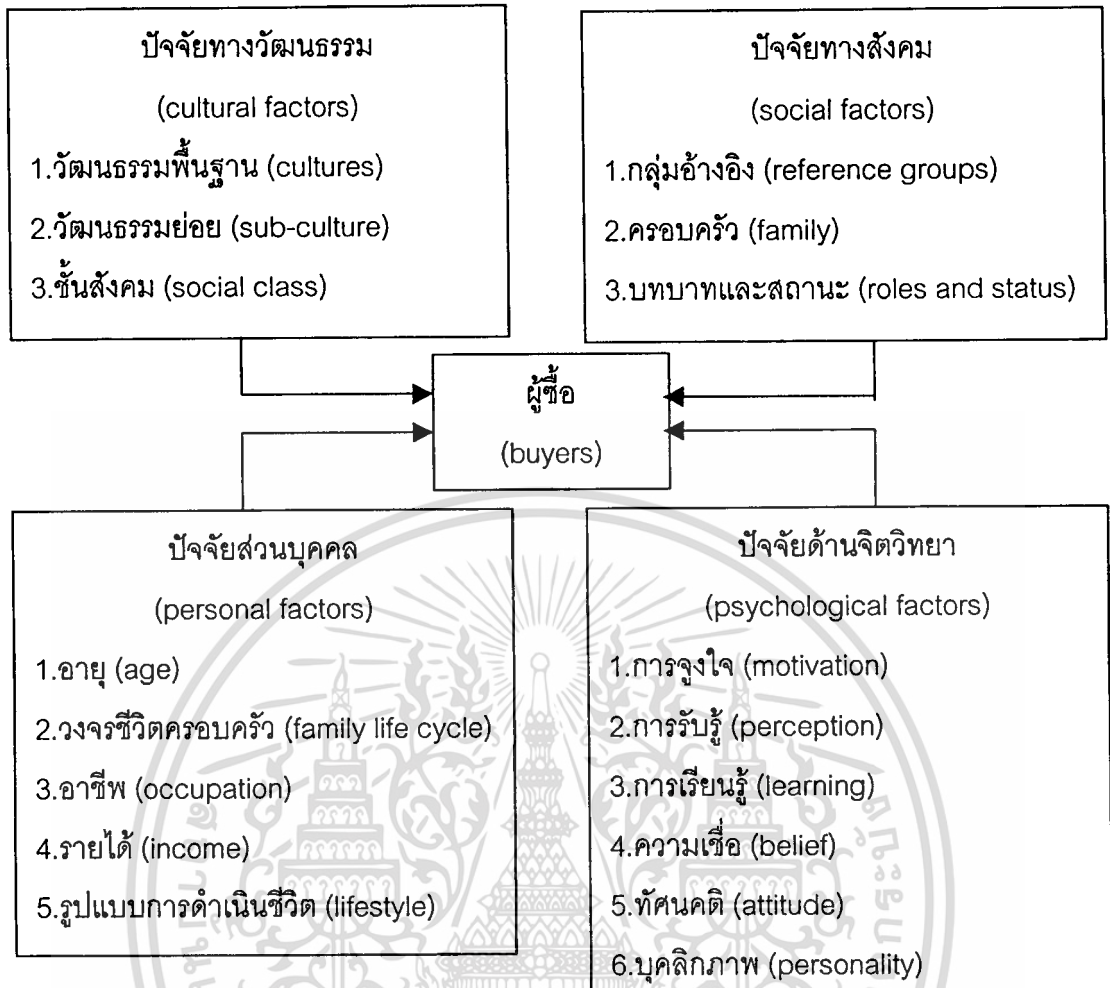 ปัจจัยทางวัฒนธรรม
(cultural factors)
1.วัฒนธรรมพื้นฐาน (cultures)
2.วัฒนธรรมย่อย (sub-culture)
3.ชั้นสังคม (social class)
ปัจจัยทางสังคม
(social factors)
1.กลุ่มอ้างอิง (reference groups)
2.ครอบครัว (family)
3.บทบาทและสถานะ (roles and status)
ผู้ซื้อ
(buyers)
ปัจจัยส่วนบุคคล
(personal factors)
1.อายุ (age)
2.วงจรชีวิตครอบครัว (family life cycle)
3.อาชีพ (occupation)
4.รายได้ (income)
5.รูปแบบการดำเนินชีวิต (lifestyle)
ปัจจัยด้านจิตวิทยา
(psychological factors)
1.การจูงใจ (motivation)
2.การรับรู้ (perception)
3.การเรียนรู้ (learning)
4.ความเชื่อ (belief)
5.ทัศนคติ (attitude)
6.บุคลิกภาพ (personality)